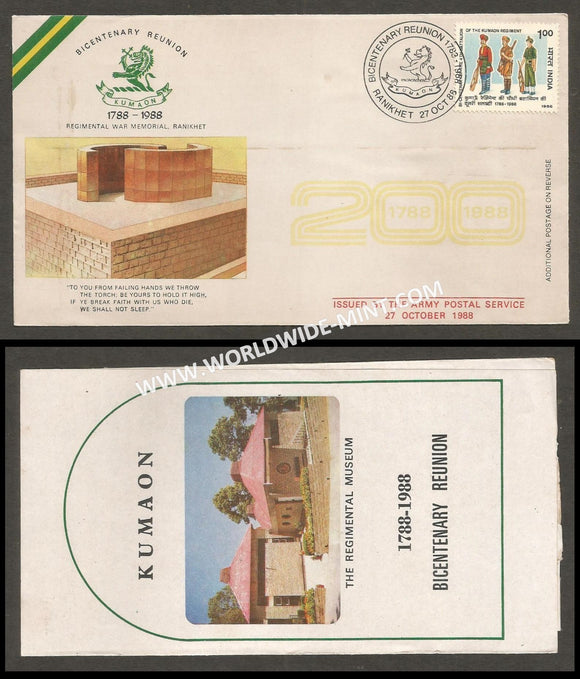 BICENTENARY REUNION
KUMAON
1788 - 1988
REGIMENTAL WAR MEMORIAL, RANIKHET
BICENTENARY REUNION 1788-1988
KUMAON
RANIKHET 27 OCT 88
OF THE KUMAON REGIMENT
1.00
भारत INDIA
1788-1988
1988
200
1788 1988
ADDITIONAL POSTAGE ON REVERSE
"TO YOU FROM FAILING HANDS WE THROW
THE TORCH; BE YOURS TO HOLD IT HIGH,
IF YE BREAK FAITH WITH US WHO DIE,
WE SHALL NOT SLEEP."
ISSUED BY THE ARMY POSTAL SERVICE
27 OCTOBER 1988
WWW.WORLDWIDE-MINT.COM
KUMAON
THE REGIMENTAL MUSEUM
1788-1988
BICENTENARY REUNION